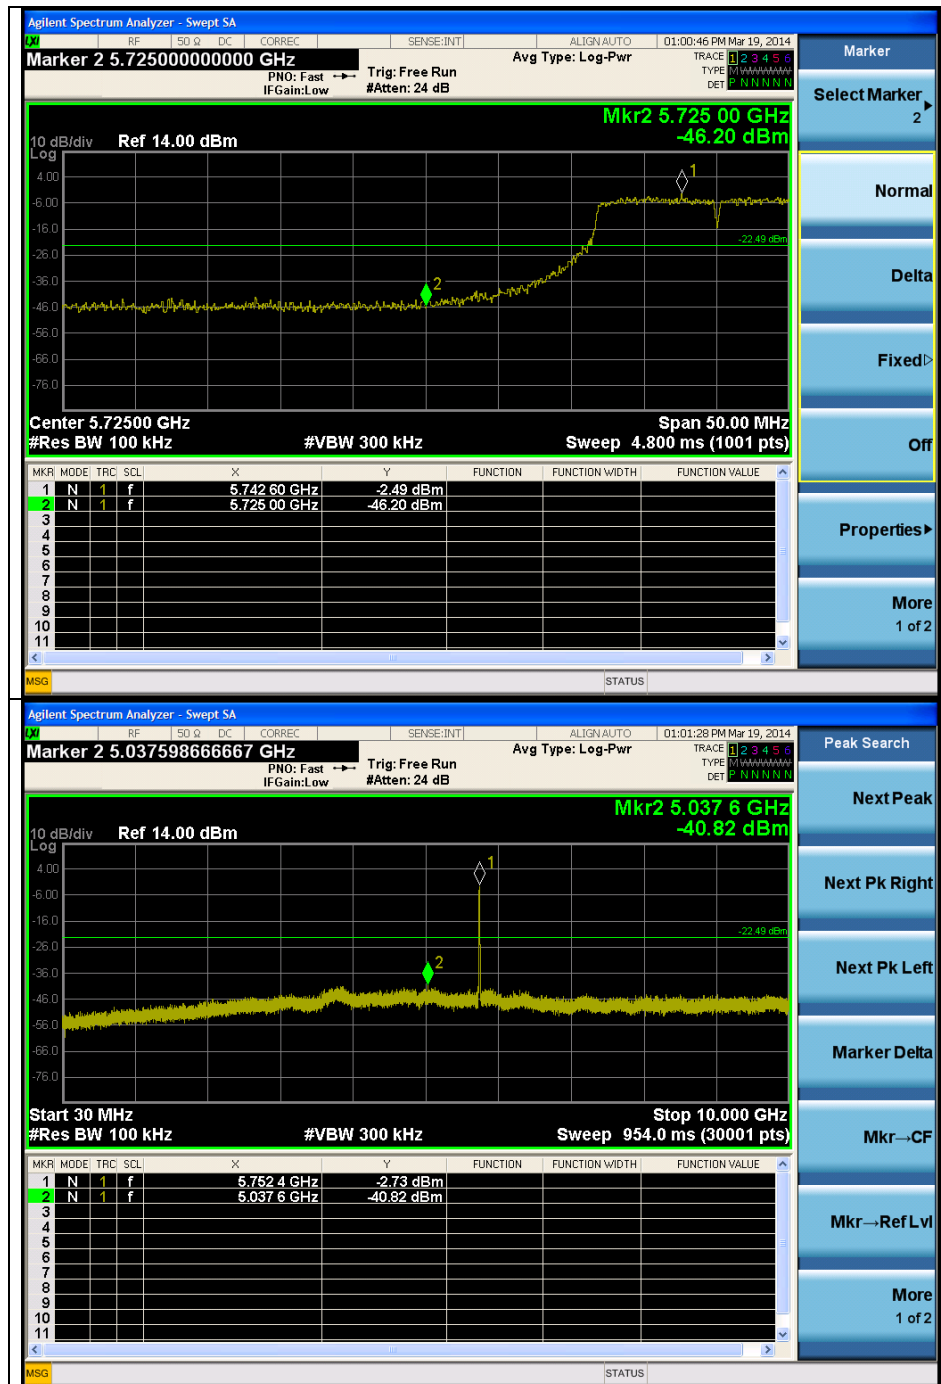 Agilent Spectrum Analyzer - Swept SA
LXI RF 50 Ω DC CORREC SENSE:INT ALIGN AUTO 01:00:46 PM Mar 19, 2014
Marker 2 5.725000000000 GHz
PNO: Fast
IFGain:Low
Trig: Free Run
#Atten: 24 dB
Avg Type: Log-Pwr
TRACE 1 2 3 4 5 6
TYPE M
DET P N N N N N
Mkr2 5.725 00 GHz
-46.20 dBm
10 dB/div Ref 14.00 dBm
Log
4.00
-6.00
-16.0
-26.0
-36.0
-46.0
-56.0
-66.0
-76.0
1
2
-22.49 dBm
Center 5.72500 GHz Span 50.00 MHz
#Res BW 100 kHz #VBW 300 kHz Sweep 4.800 ms (1001 pts)
MKR MODE TRC SCL X Y FUNCTION FUNCTION WIDTH FUNCTION VALUE
1 N 1 f 5.742 60 GHz -2.49 dBm
2 N 1 f 5.725 00 GHz -46.20 dBm
3
4
5
6
7
8
9
10
11
MSG STATUS
Marker
Select Marker
2
Normal
Delta
Fixed
Off
Properties
More
1 of 2
Agilent Spectrum Analyzer - Swept SA
LXI RF 50 Ω DC CORREC SENSE:INT ALIGN AUTO 01:01:28 PM Mar 19, 2014
Marker 2 5.037598666667 GHz
PNO: Fast
IFGain:Low
Trig: Free Run
#Atten: 24 dB
Avg Type: Log-Pwr
TRACE 1 2 3 4 5 6
TYPE M
DET P N N N N N
Mkr2 5.037 6 GHz
-40.82 dBm
10 dB/div Ref 14.00 dBm
Log
4.00
-6.00
-16.0
-26.0
-36.0
-46.0
-56.0
-66.0
-76.0
1
2
-22.49 dBm
Start 30 MHz Stop 10.000 GHz
#Res BW 100 kHz #VBW 300 kHz Sweep 954.0 ms (30001 pts)
MKR MODE TRC SCL X Y FUNCTION FUNCTION WIDTH FUNCTION VALUE
1 N 1 f 5.752 4 GHz -2.73 dBm
2 N 1 f 5.037 6 GHz -40.82 dBm
3
4
5
6
7
8
9
10
11
MSG STATUS
Peak Search
Next Peak
Next Pk Right
Next Pk Left
Marker Delta
Mkr→CF
Mkr→Ref Lvl
More
1 of 2